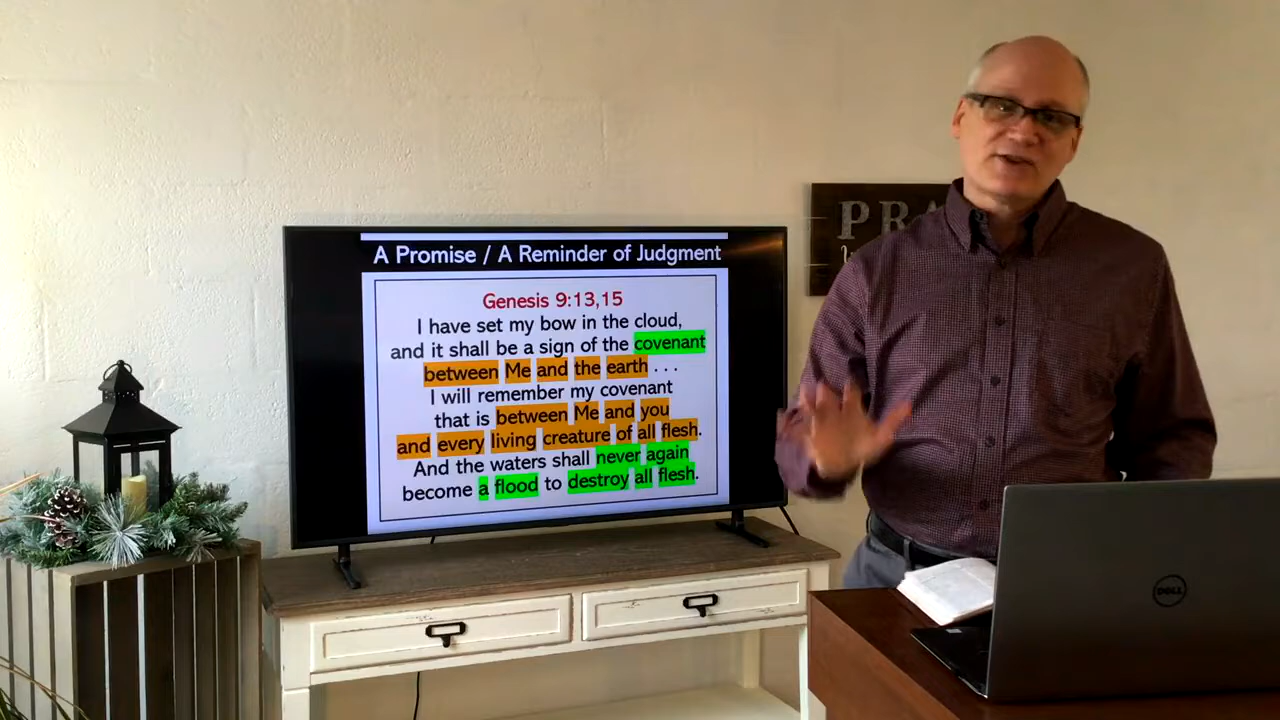 A Promise / A Reminder of Judgment
Genesis 9:13,15
I have set my bow in the cloud,
and it shall be a sign of the covenant
between Me and the earth . . .
I will remember my covenant
that is between Me and you
and every living creature of all flesh.
And the waters shall never again
become a flood to destroy all flesh.
PRA
DELL